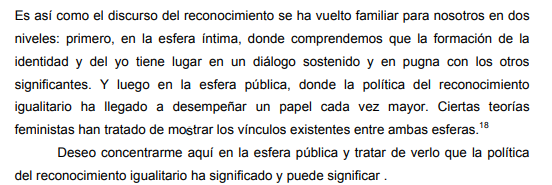 Es así como el discurso del reconocimiento se ha vuelto familiar para nosotros en dos
niveles: primero, en la esfera íntima, donde comprendemos que la formación de la
identidad y del yo tiene lugar en un diálogo sostenido y en pugna con los otros
significantes. Y luego en la esfera pública, donde la política del reconocimiento
igualitario ha llegado a desempeñar un papel cada vez mayor. Ciertas teorías
feministas han tratado de mostrar los vínculos existentes entre ambas esferas.18
Deseo concentrarme aquí en la esfera pública y tratar de verlo que la política
del reconocimiento igualitario ha significado y puede significar .